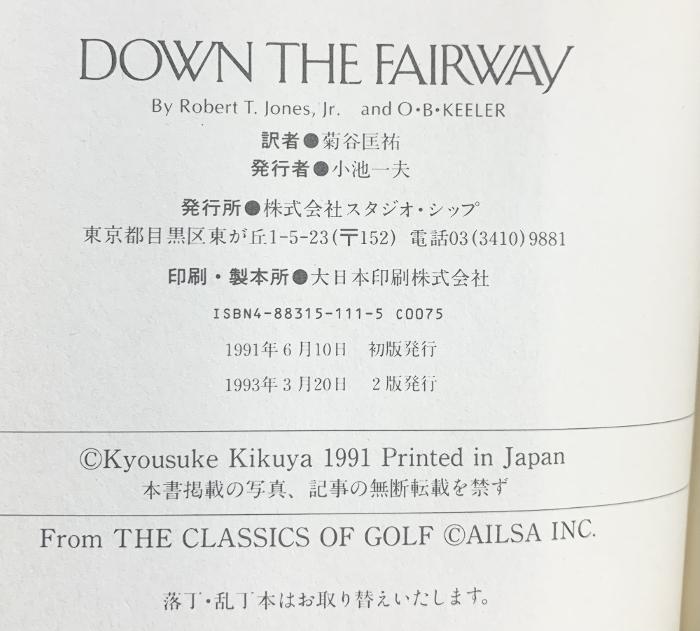 DOWN THE FAIRWAY
By Robert T. Jones, Jr. and O・B・KEELER
訳者●菊谷匡祐
発行者●小池一夫
発行所●株式会社スタジオ・シップ
東京都目黒区東が丘1-5-23(〒152) 電話03(3410)9881
印刷・製本所●大日本印刷株式会社
ISBN4-88315-111-5 C0075
1991年6月10日 初版発行
1993年3月20日 2版発行
©Kyousuke Kikuya 1991 Printed in Japan
本書掲載の写真、記事の無断転載を禁ず
From THE CLASSICS OF GOLF ©AILSA INC.
落丁・乱丁本はお取り替えいたします。